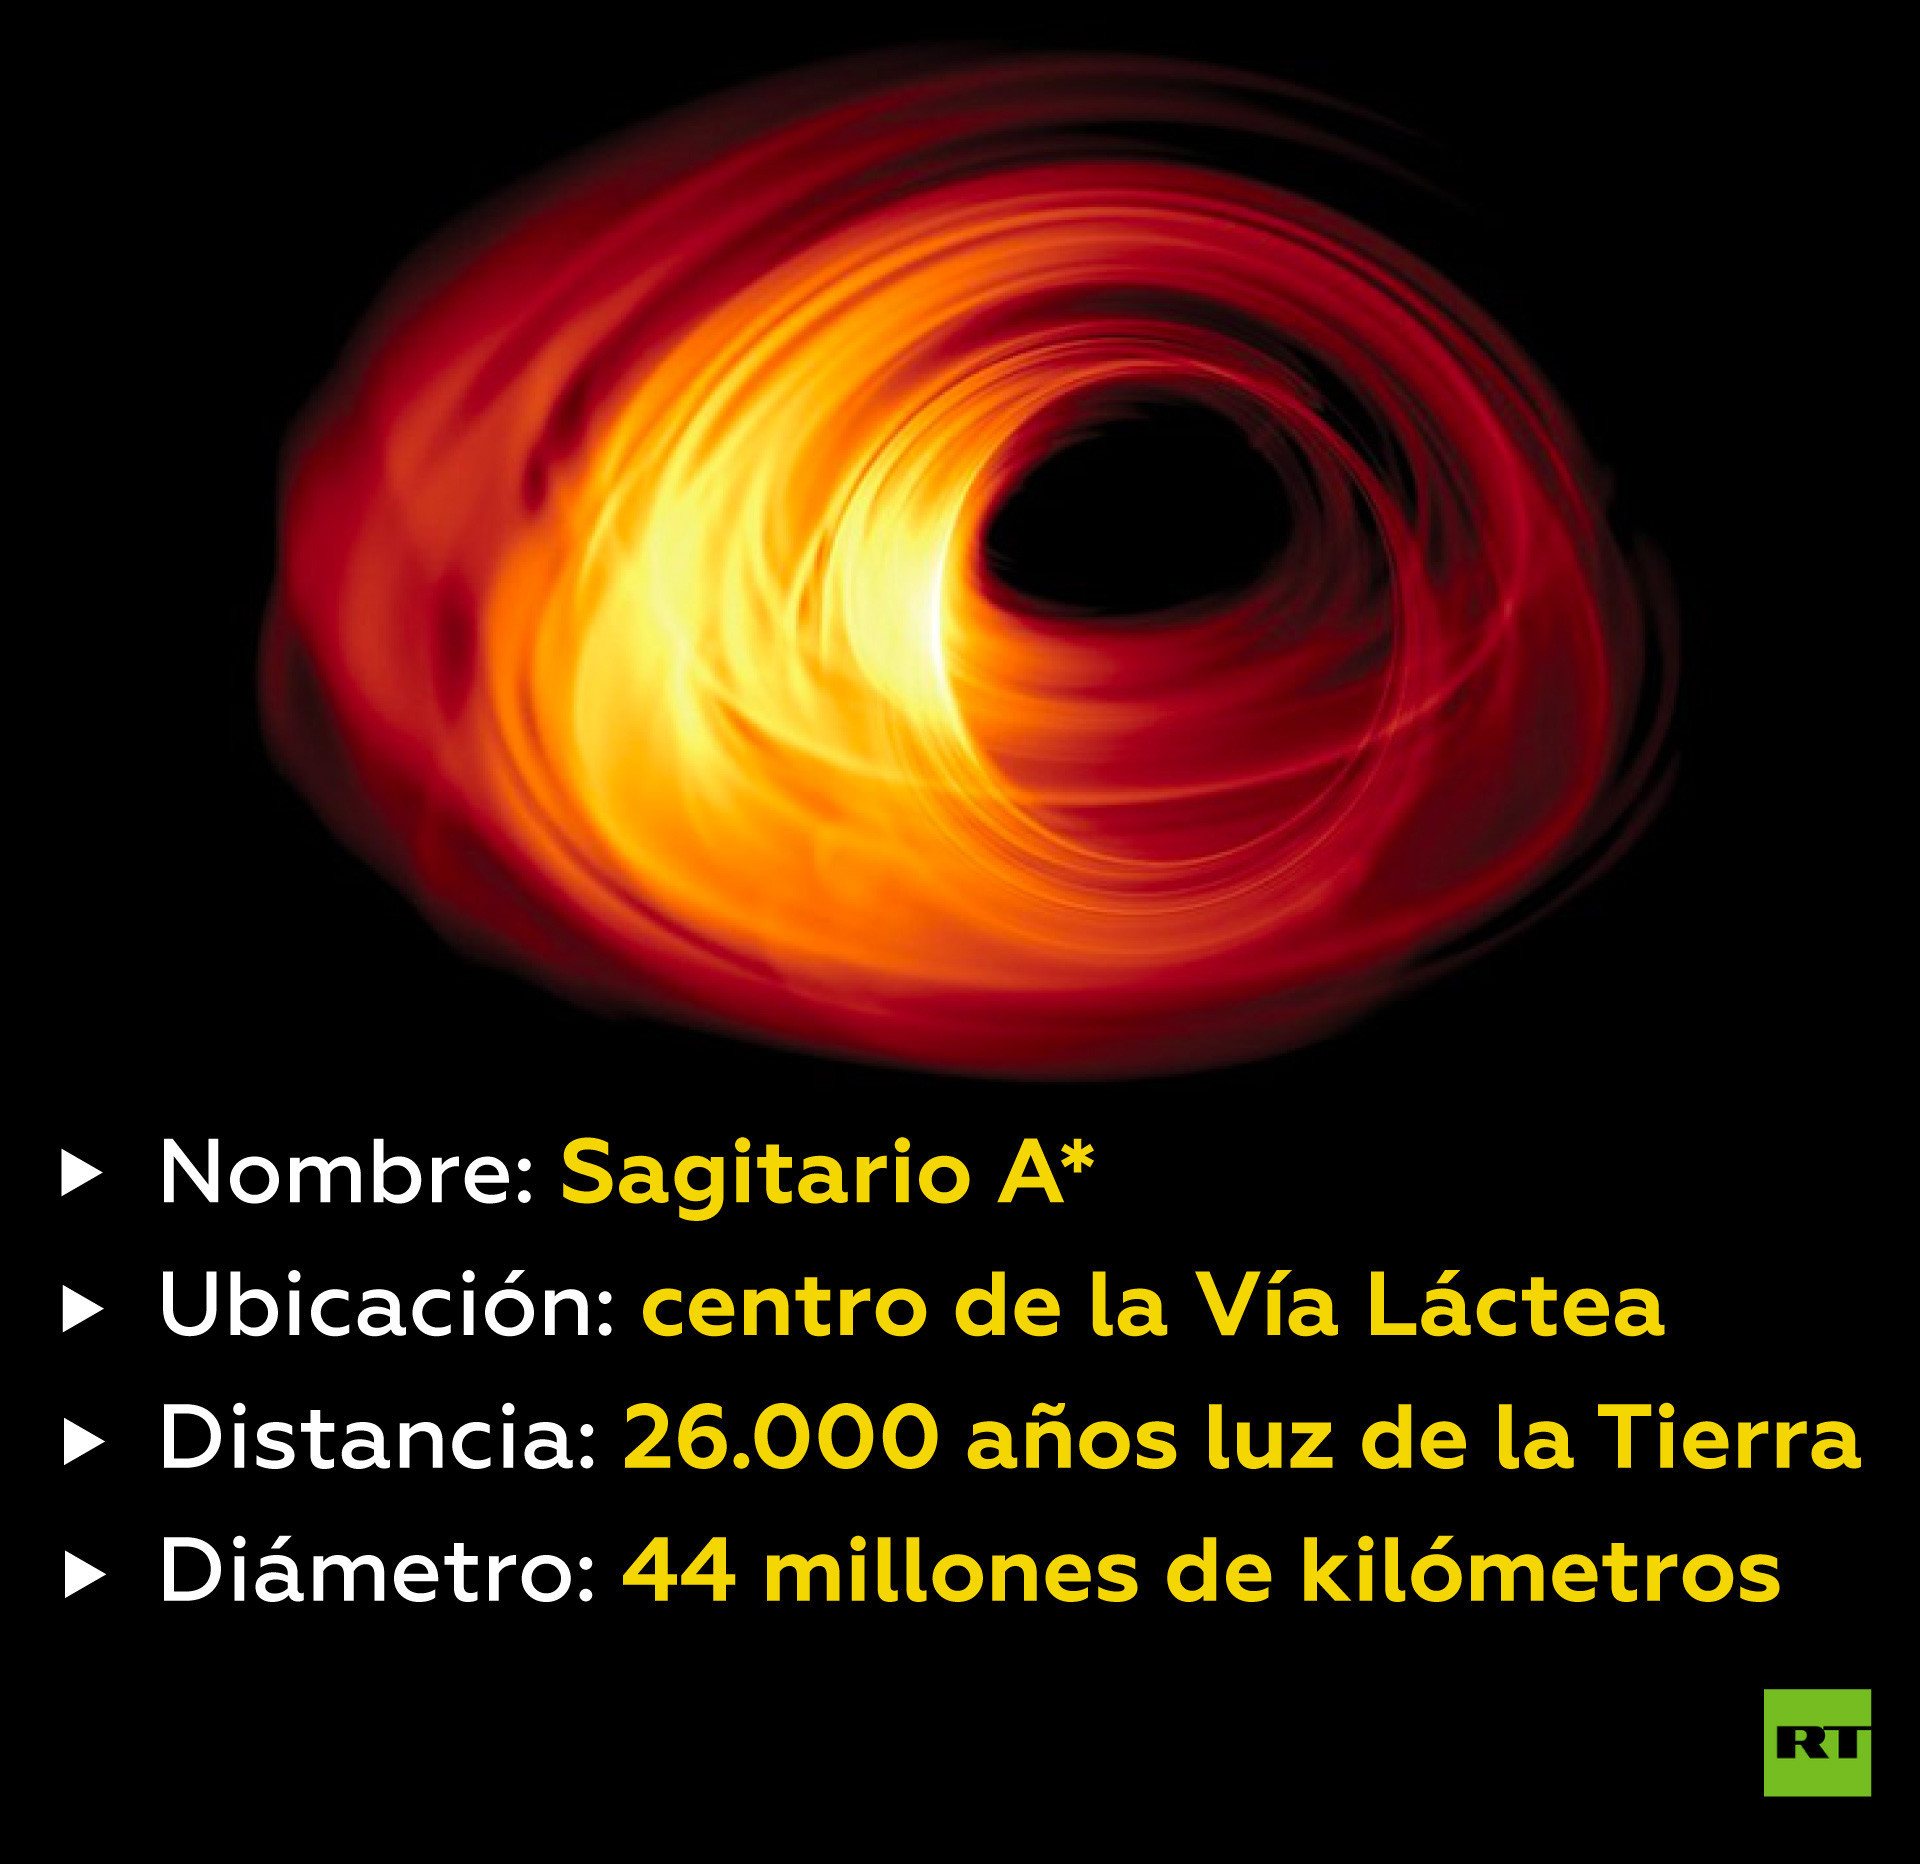 ▶ Nombre: Sagitario A*
▶ Ubicación: centro de la Vía Láctea
▶ Distancia: 26.000 años luz de la Tierra
▶ Diámetro: 44 millones de kilómetros
RT